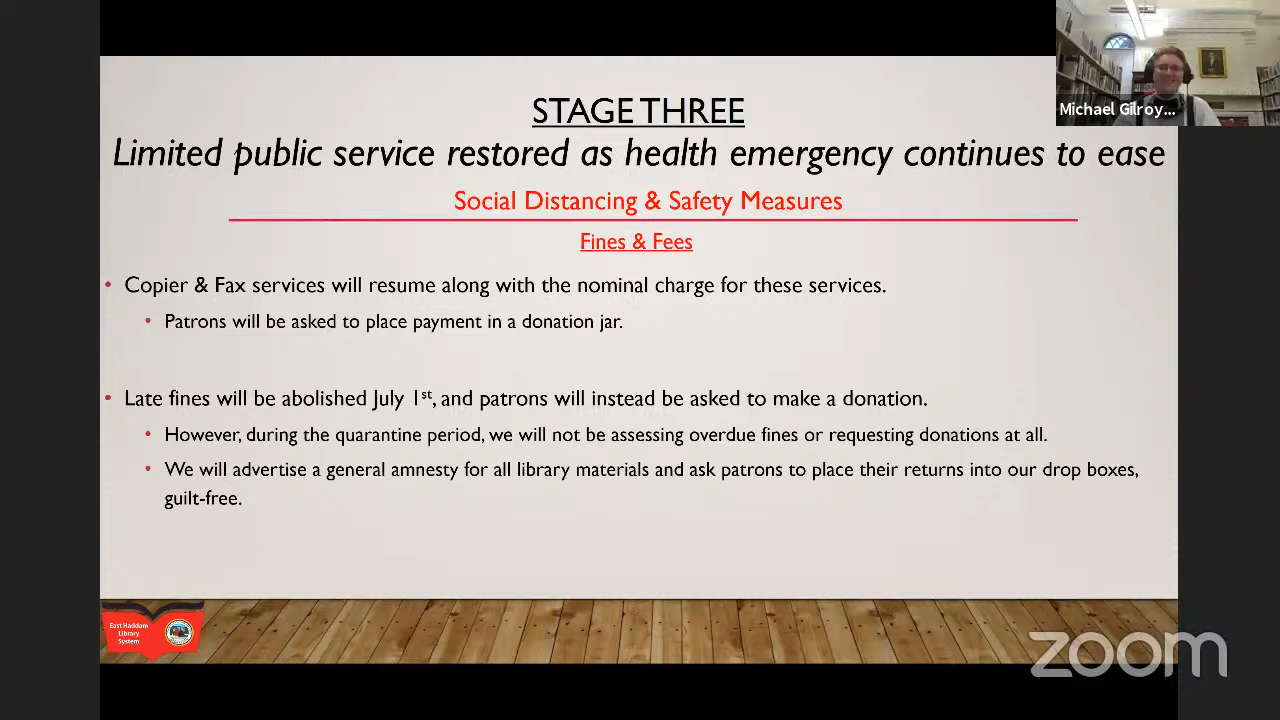 STAGE THREE
Limited public service restored as health emergency continues to ease
Michael Gilroy...
Social Distancing & Safety Measures
Fines & Fees
• Copier & Fax services will resume along with the nominal charge for these services.
• Patrons will be asked to place payment in a donation jar.
• Late fines will be abolished July 1st, and patrons will instead be asked to make a donation.
• However, during the quarantine period, we will not be assessing overdue fines or requesting donations at all.
• We will advertise a general amnesty for all library materials and ask patrons to place their returns into our drop boxes,
guilt-free.
East Haddam
Library
System
zoom